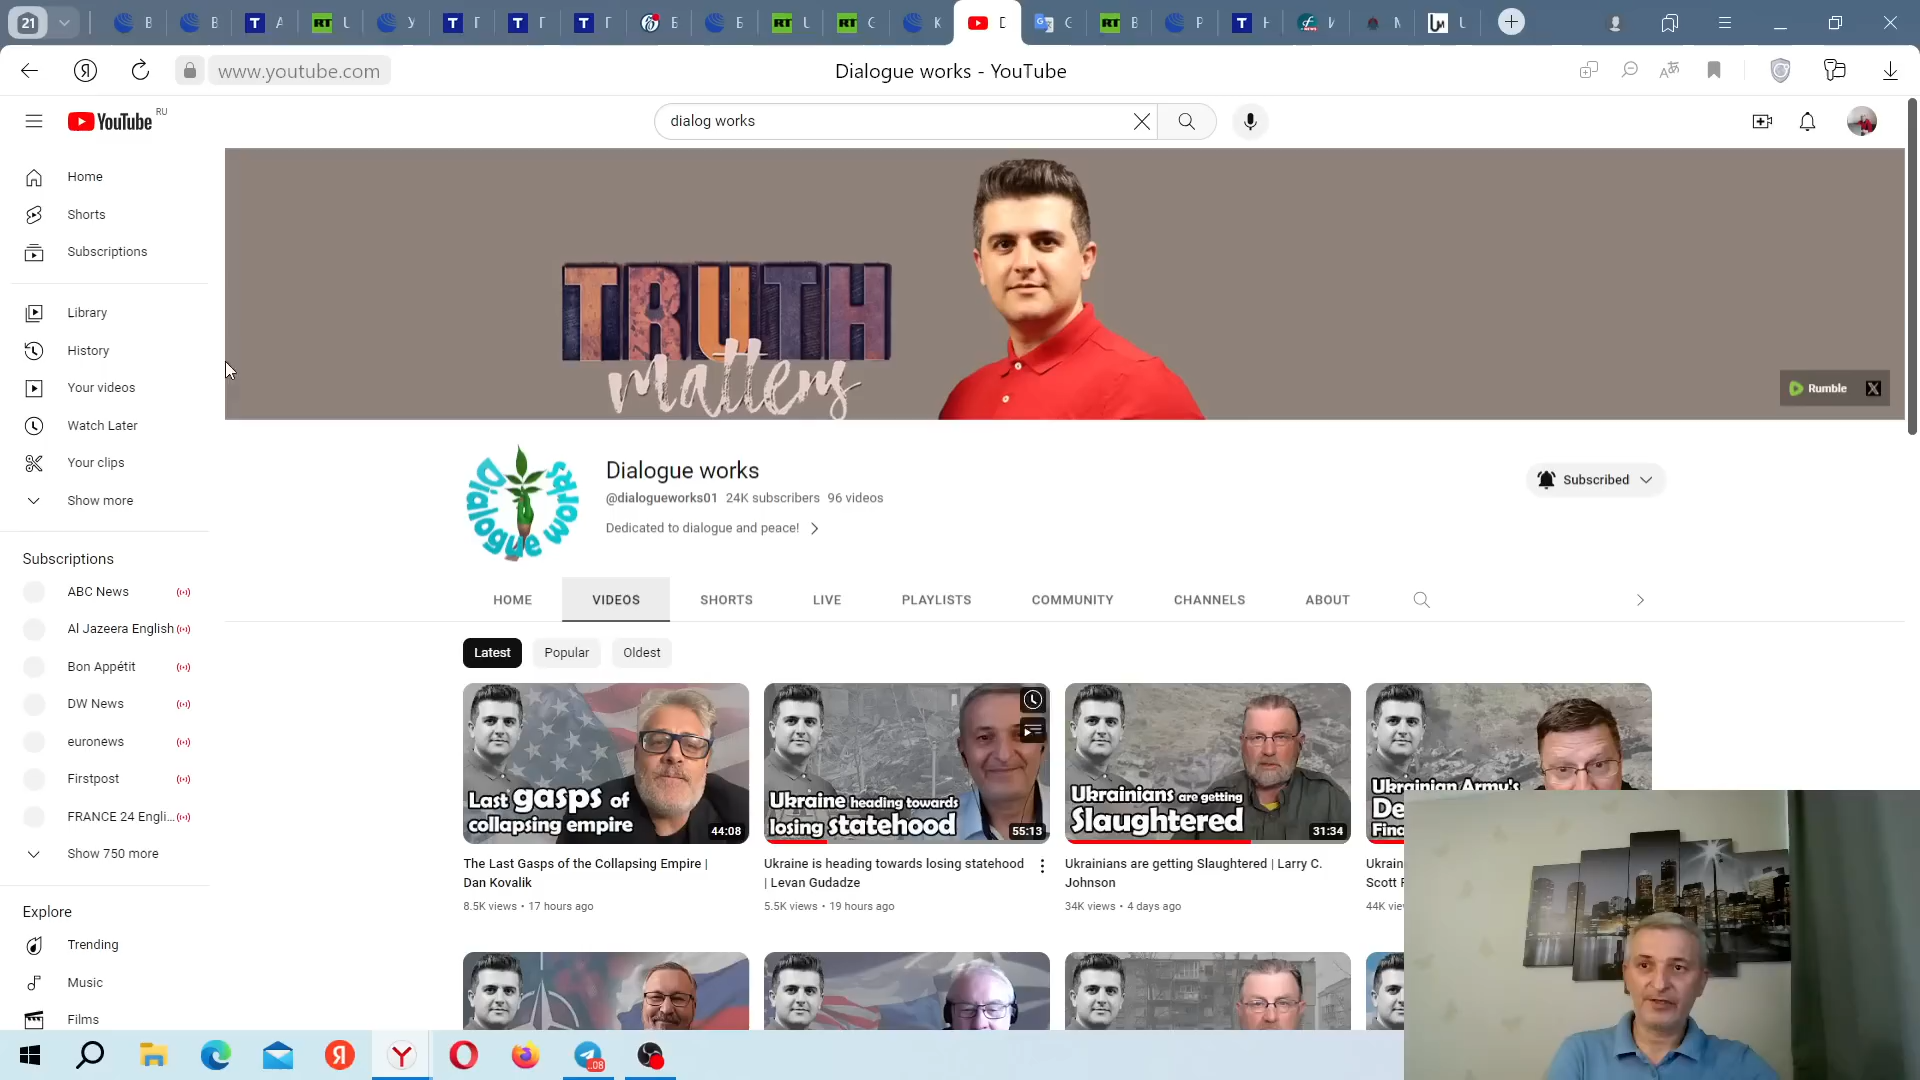 21
www.youtube.com
Dialogue works - YouTube
YouTube RU
dialog works
Home
Shorts
Subscriptions
Library
History
Your videos
Watch Later
Your clips
Show more
Subscriptions
ABC News
Al Jazeera English
Bon Appétit
DW News
euronews
Firstpost
FRANCE 24 Engli...
Show 750 more
Explore
Trending
Music
Films
TRUTH
matters
Rumble
Dialogue works
Dialogue works
@dialogueworks01 24K subscribers 96 videos
Dedicated to dialogue and peace!
Subscribed
HOME VIDEOS SHORTS LIVE PLAYLISTS COMMUNITY CHANNELS ABOUT
Latest Popular Oldest
Last gasps of
collapsing empire
44:08
Ukraine heading towards
losing statehood
55:13
Ukrainians are getting
Slaughtered
31:34
Ukrainian Army's
The Last Gasps of the Collapsing Empire |
Dan Kovalik
8.5K views • 17 hours ago
Ukraine is heading towards losing statehood
| Levan Gudadze
5.5K views • 19 hours ago
Ukrainians are getting Slaughtered | Larry C.
Johnson
34K views • 4 days ago
Ukrain
Scott
44K